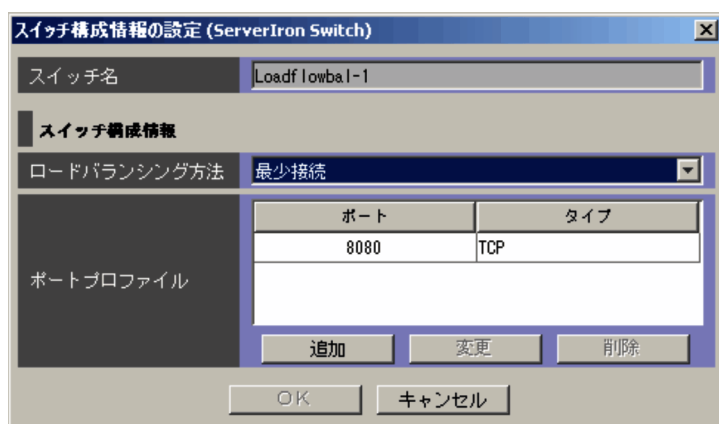 スイッチ構成情報の設定 (ServerIron Switch)
スイッチ名
Loadflowbal-1
スイッチ構成情報
ロードバランシング方法
最少接続
ポートプロファイル
ポート タイプ
8080 TCP
追加 変更 削除
OK キャンセル